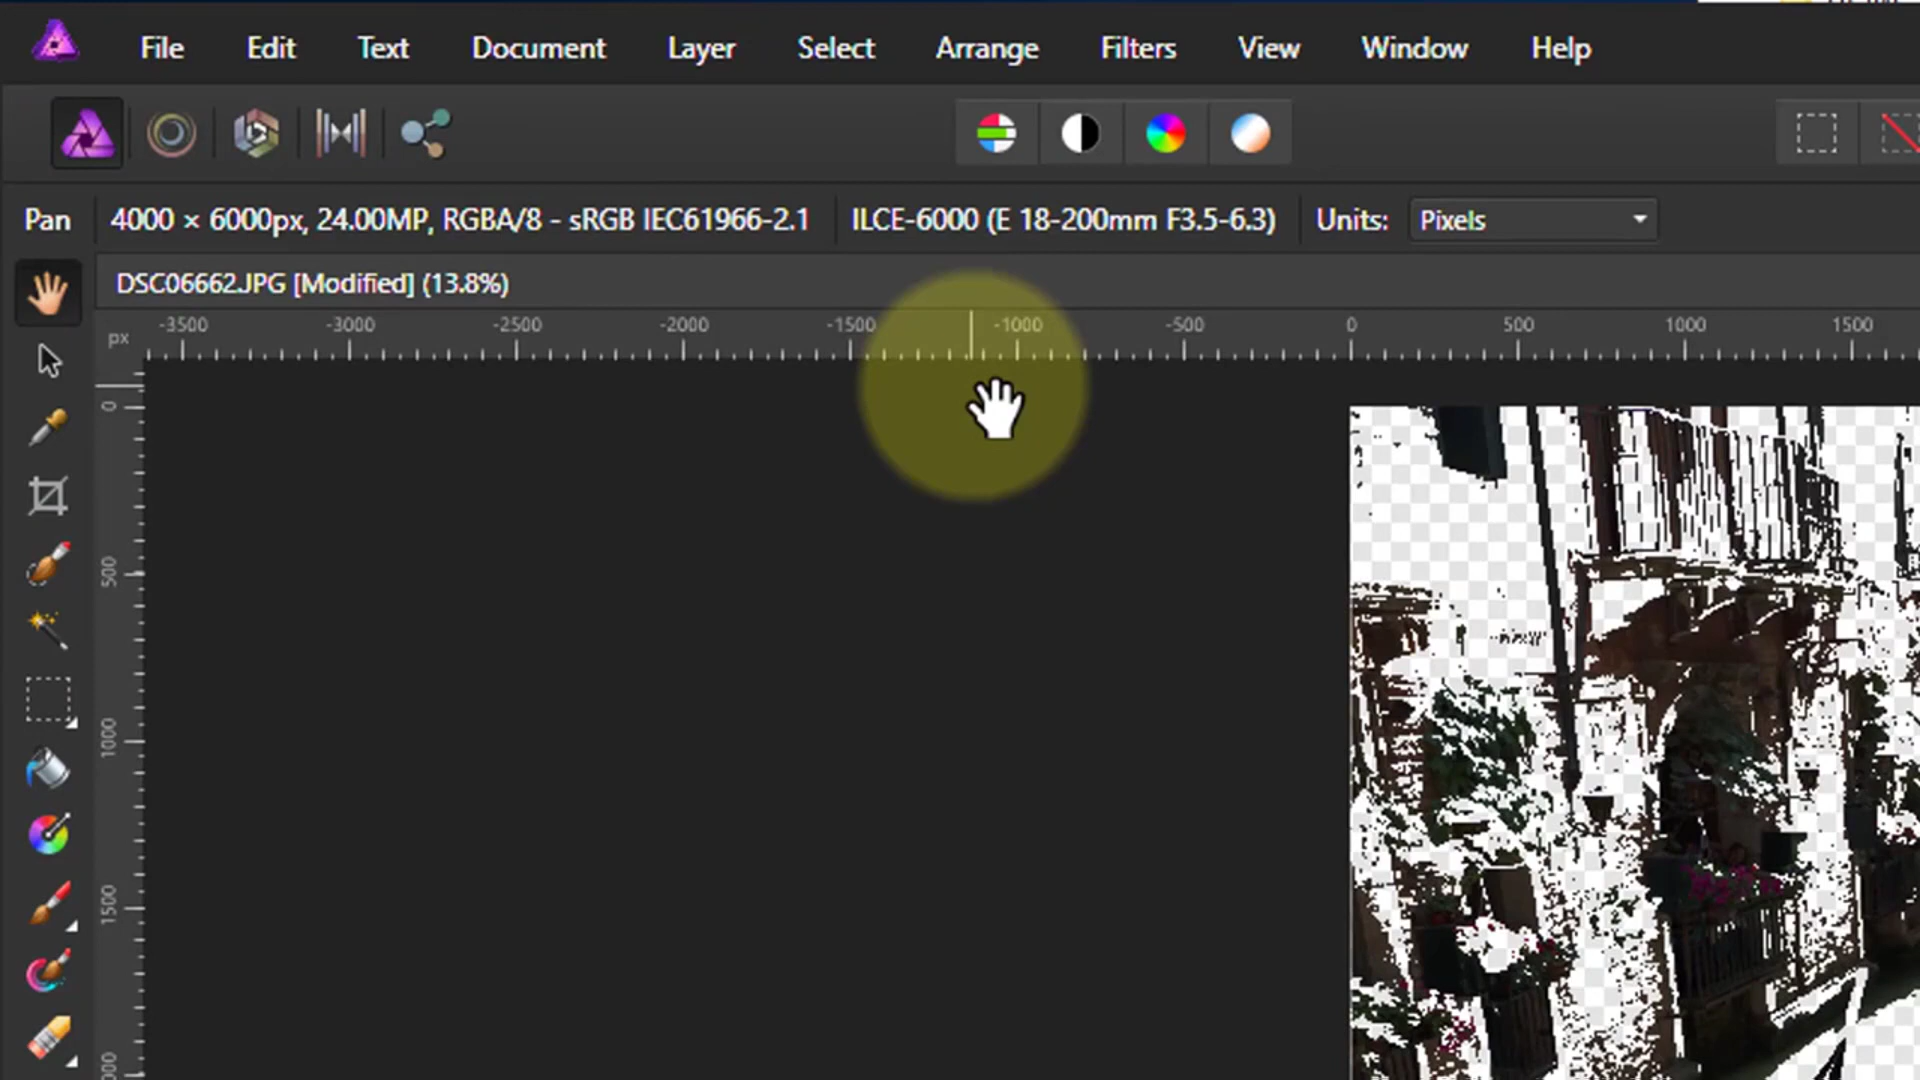 File Edit Text Document Layer Select Arrange Filters View Window Help
Pan 4000 × 6000px, 24.00MP, RGBA/8 - sRGB IEC61966-2.1 ILCE-6000 (E 18-200mm F3.5-6.3) Units: Pixels
DSC06662.JPG [Modified] (13.8%)
px -3500 -3000 -2500 -2000 -1500 -1000 -500 0 500 1000 1500
0
500
1000
1500